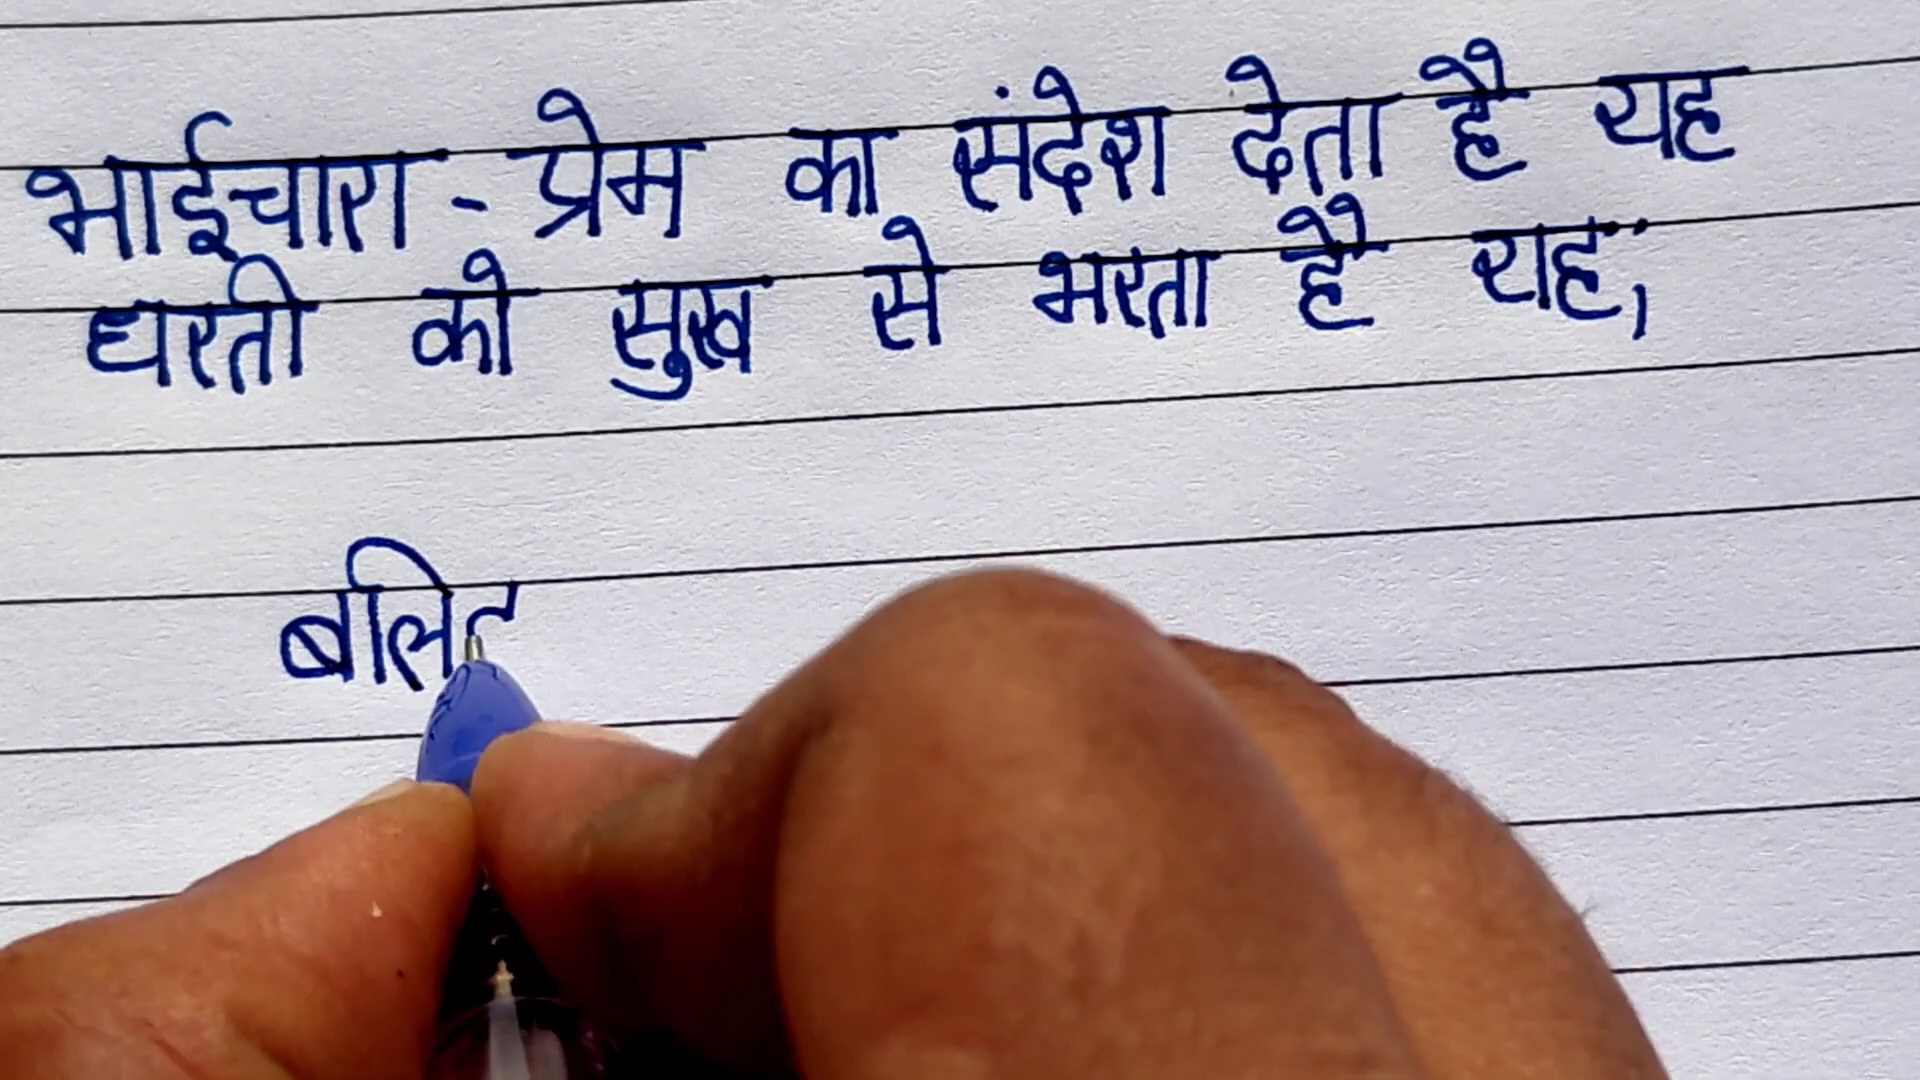 भाईचारा - प्रेम का संदेश देता है यह
धरती को सुख से भरता है यह;